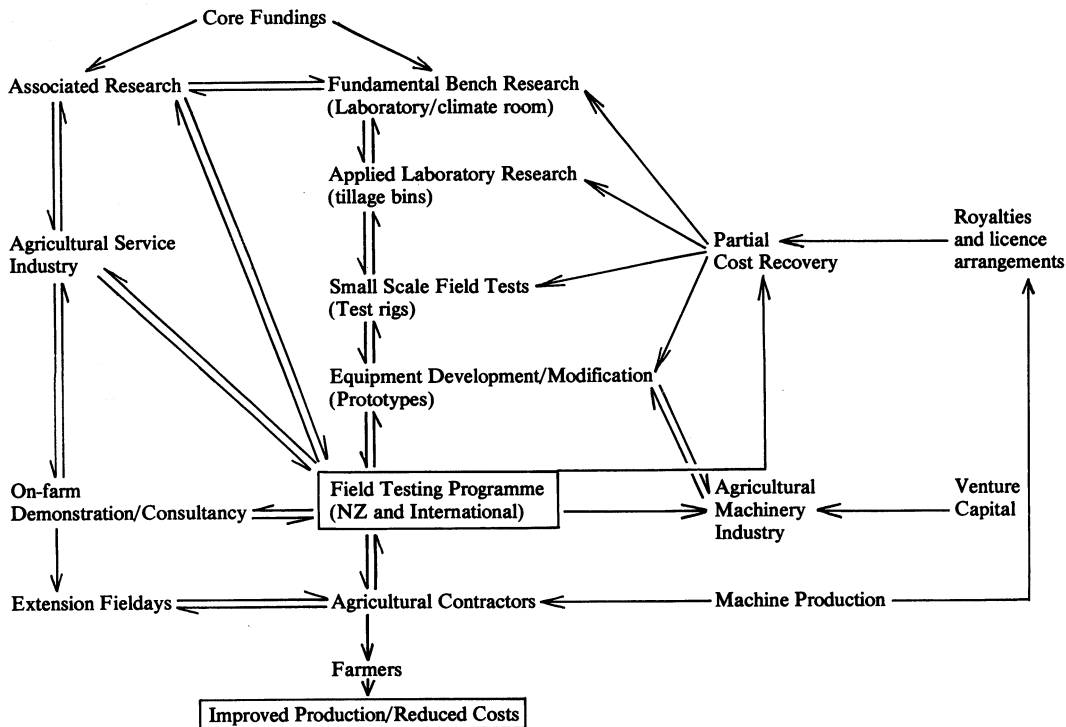 Core Fundings
Associated Research
Fundamental Bench Research
(Laboratory/climate room)
Applied Laboratory Research
(tillage bins)
Agricultural Service
Industry
Partial
Cost Recovery
Royalties
and licence
arrangements
Small Scale Field Tests
(Test rigs)
Equipment Development/Modification
(Prototypes)
On-farm
Demonstration/Consultancy
Field Testing Programme
(NZ and International)
Agricultural
Machinery
Industry
Venture
Capital
Extension Fieldays
Agricultural Contractors
Machine Production
Farmers
Improved Production/Reduced Costs